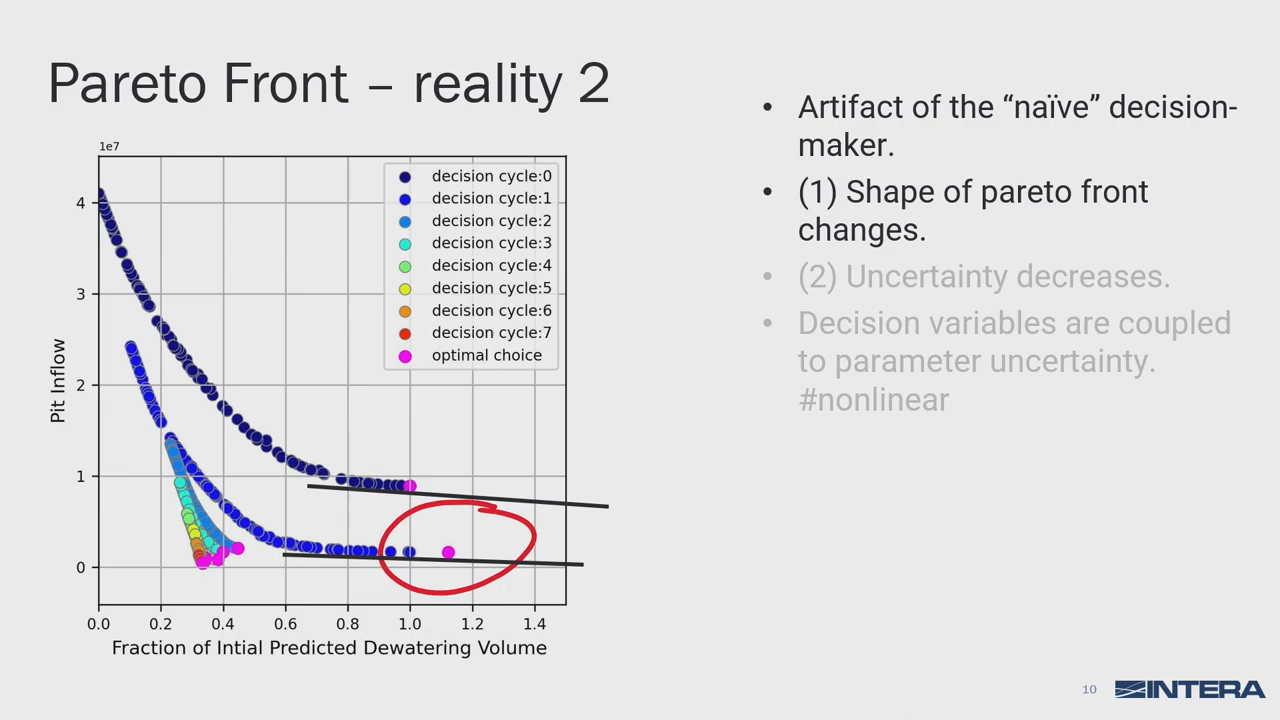 Pareto Front – reality 2
1e7
4
3
2
1
0
Pit Inflow
decision cycle:0
decision cycle:1
decision cycle:2
decision cycle:3
decision cycle:4
decision cycle:5
decision cycle:6
decision cycle:7
optimal choice
0.0 0.2 0.4 0.6 0.8 1.0 1.2 1.4
Fraction of Intial Predicted Dewatering Volume
• Artifact of the “naïve” decision-
maker.
• (1) Shape of pareto front
changes.
• (2) Uncertainty decreases.
• Decision variables are coupled
to parameter uncertainty.
#nonlinear
10
INTERA